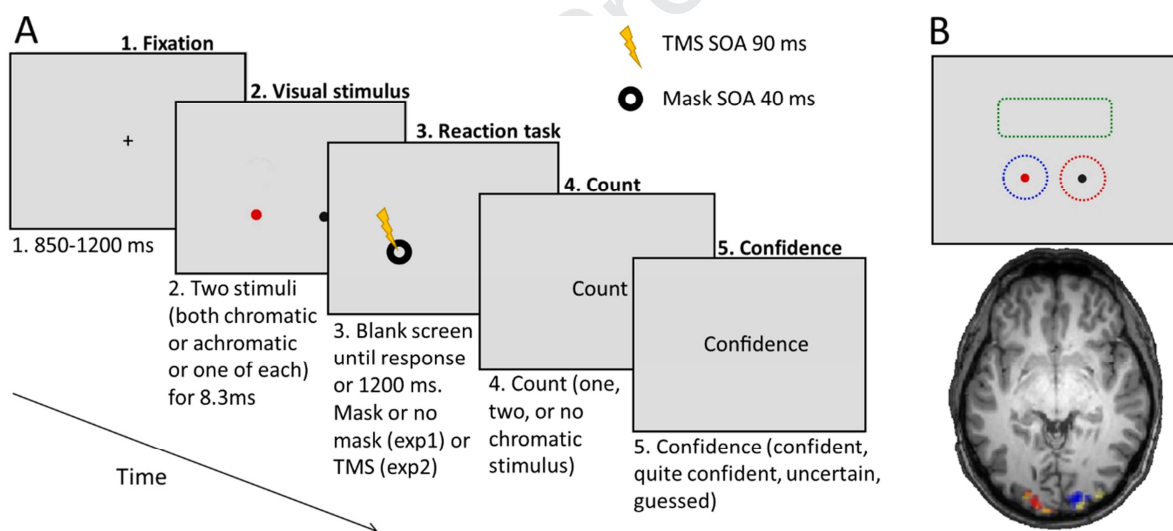 A
1. Fixation
1. 850-1200 ms
2. Visual stimulus
2. Two stimuli
(both chromatic
or achromatic
or one of each)
for 8.3ms
3. Reaction task
3. Blank screen
until response
or 1200 ms.
Mask or no
mask (exp1) or
TMS (exp2)
4. Count
Count
4. Count (one,
two, or no
chromatic
stimulus)
5. Confidence
Confidence
5. Confidence (confident,
quite confident, uncertain,
guessed)
Time
TMS SOA 90 ms
Mask SOA 40 ms
B